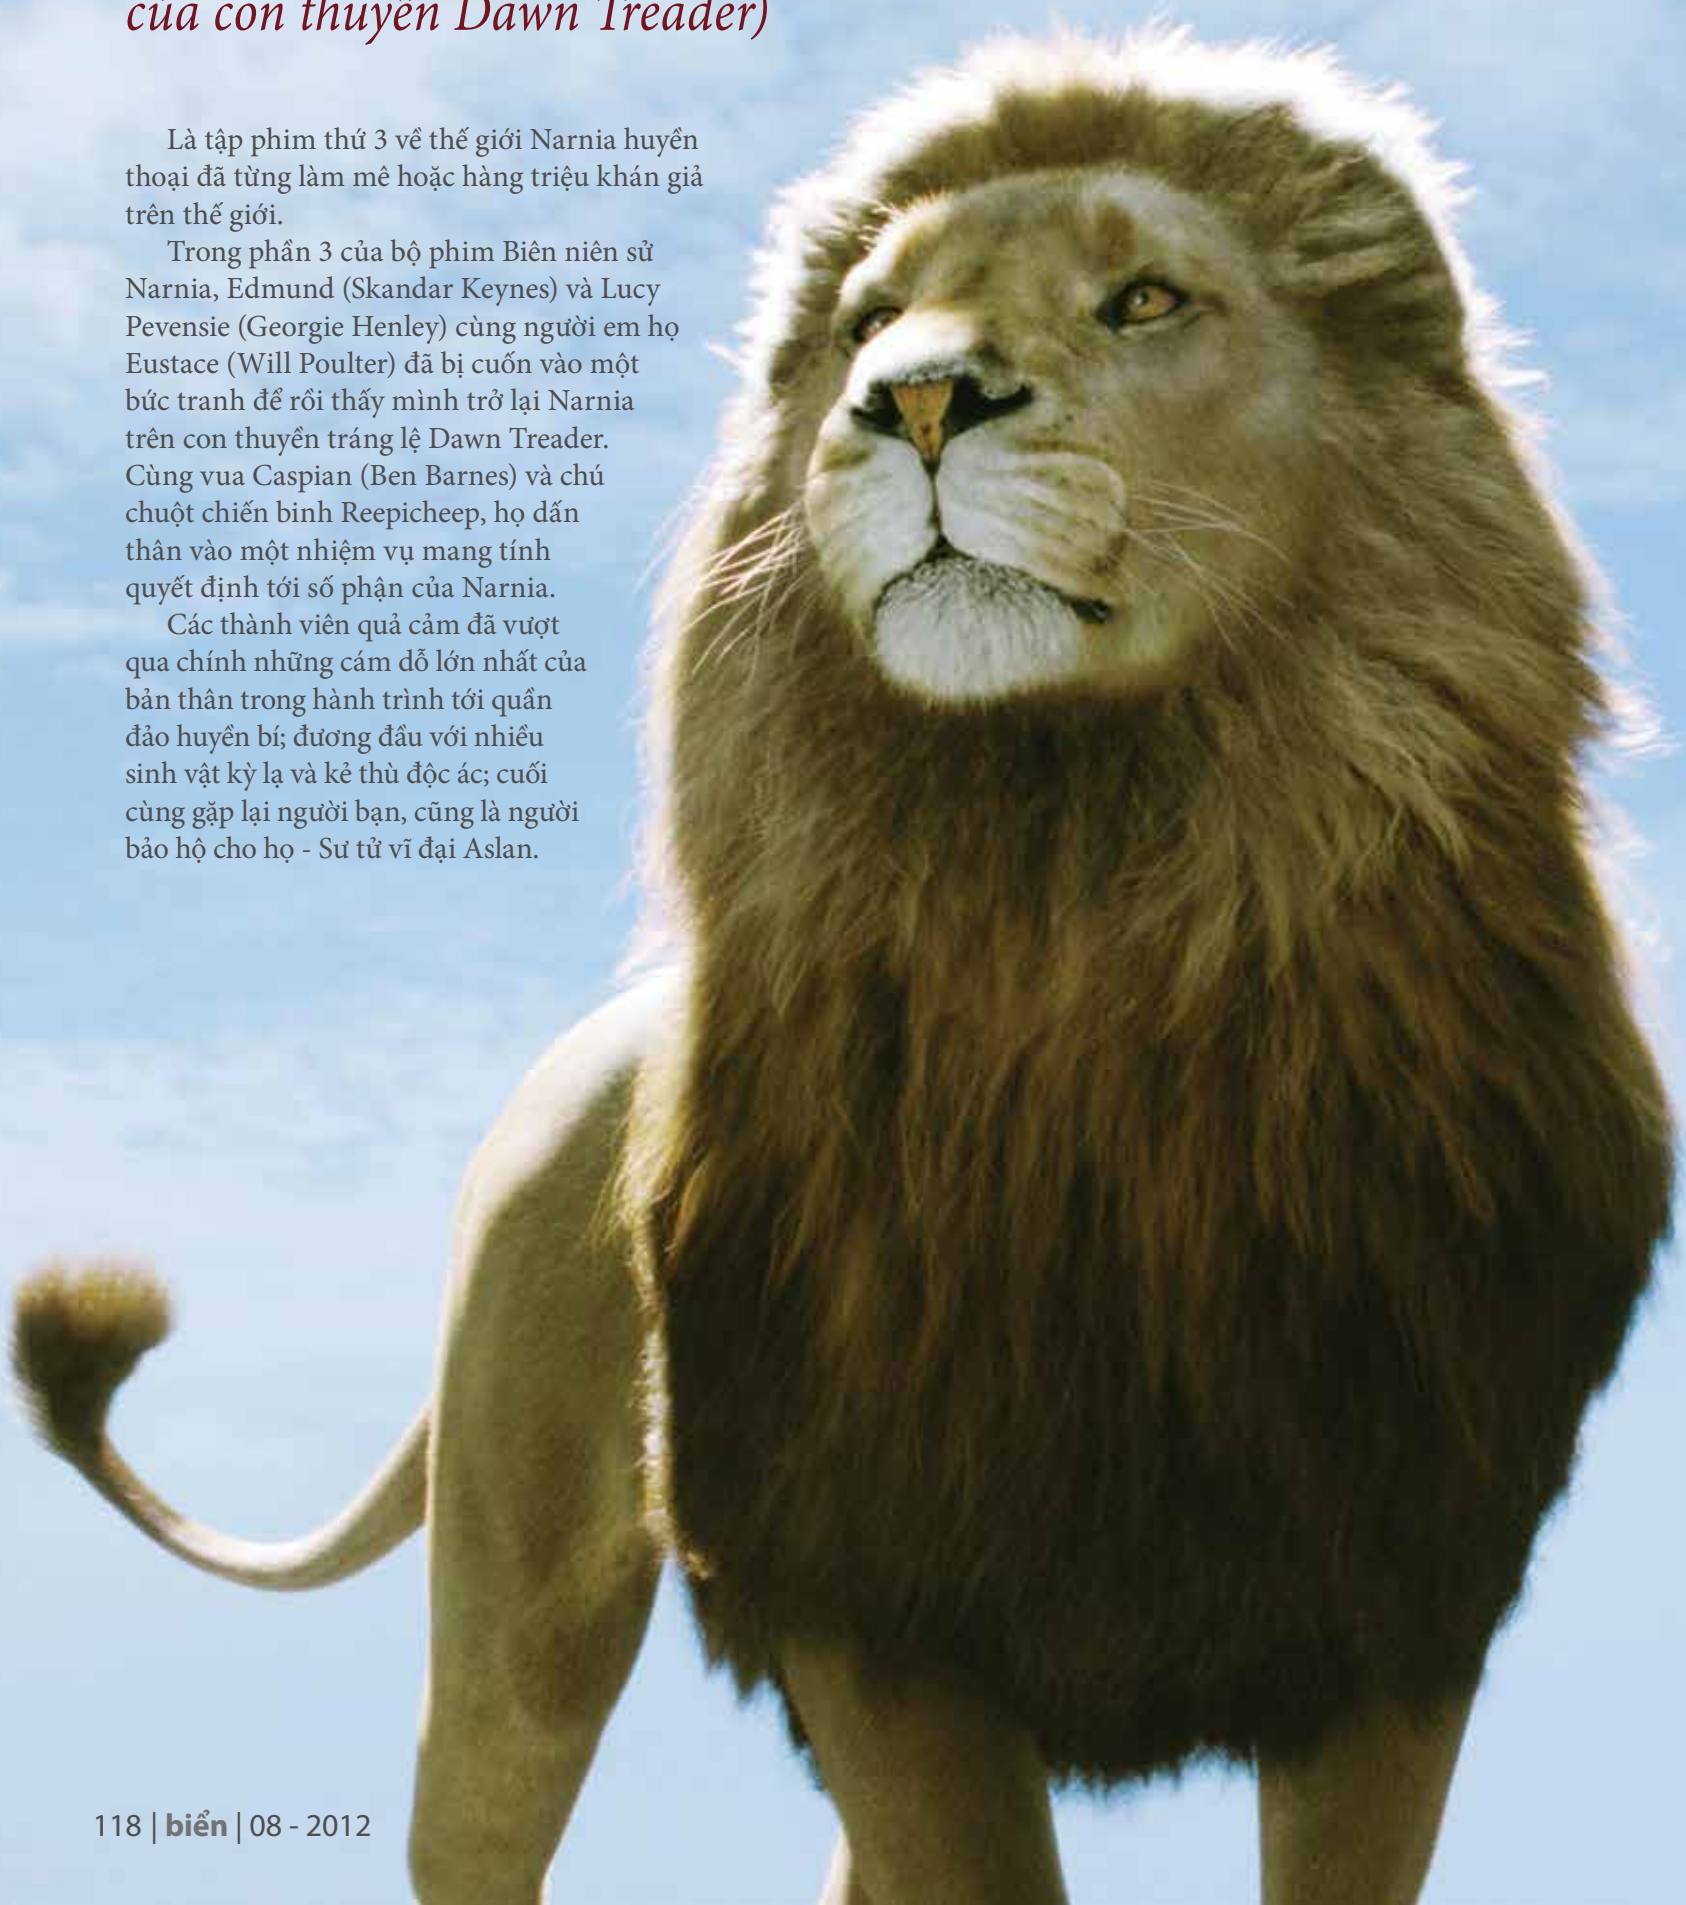 của con thuyền Dawn Treader)
Là tập phim thứ 3 về thế giới Narnia huyền
thoại đã từng làm mê hoặc hàng triệu khán giả
trên thế giới.
Trong phần 3 của bộ phim Biên niên sử
Narnia, Edmund (Skandar Keynes) và Lucy
Pevensie (Georgie Henley) cùng người em họ
Eustace (Will Poulter) đã bị cuốn vào một
bức tranh để rồi thấy mình trở lại Narnia
trên con thuyền tráng lệ Dawn Treader.
Cùng vua Caspian (Ben Barnes) và chú
chuột chiến binh Reepicheep, họ dấn
thân vào một nhiệm vụ mang tính
quyết định tới số phận của Narnia.
Các thành viên quả cảm đã vượt
qua chính những cám dỗ lớn nhất của
bản thân trong hành trình tới quần
đảo huyền bí; đương đầu với nhiều
sinh vật kỳ lạ và kẻ thù độc ác; cuối
cùng gặp lại người bạn, cũng là người
bảo hộ cho họ - Sư tử vĩ đại Aslan.
118 | biển | 08 - 2012